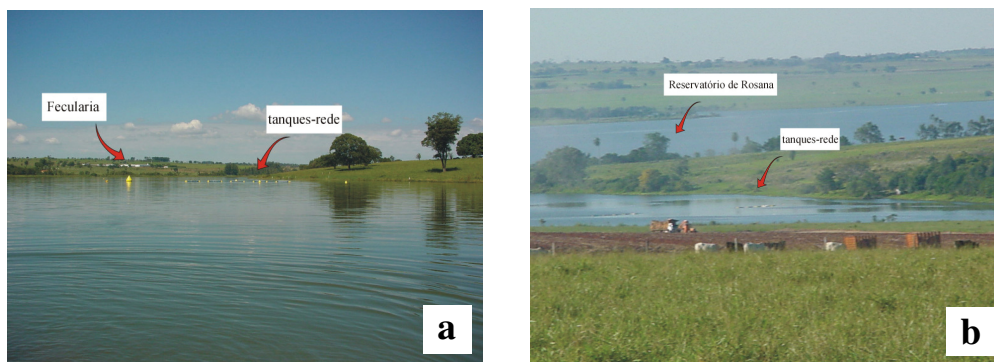 Fecularia
tanques-rede
a
Reservatório de Rosana
tanques-rede
b